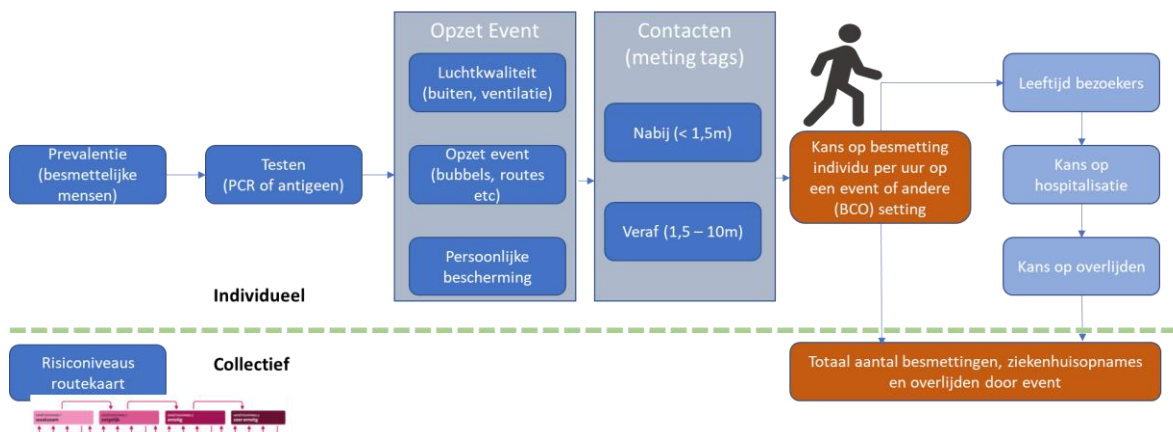 Opzet Event
Luchtkwaliteit
(buiten, ventilatie)
Opzet event
(bubbels, routes
etc)
Persoonlijke
bescherming
Contacten
(meting tags)
Nabij (< 1,5m)
Veraf (1,5 – 10m)
Prevalentie
(besmettelijke
mensen)
Testen
(PCR of antigeen)
Kans op besmetting
individu per uur op
een event of andere
(BCO) setting
Leeftijd bezoekers
Kans op
hospitalisatie
Kans op overlijden
Individueel
Collectief
Risiconiveaus
routekaart
Totaal aantal besmettingen, ziekenhuisopnames
en overlijden door event